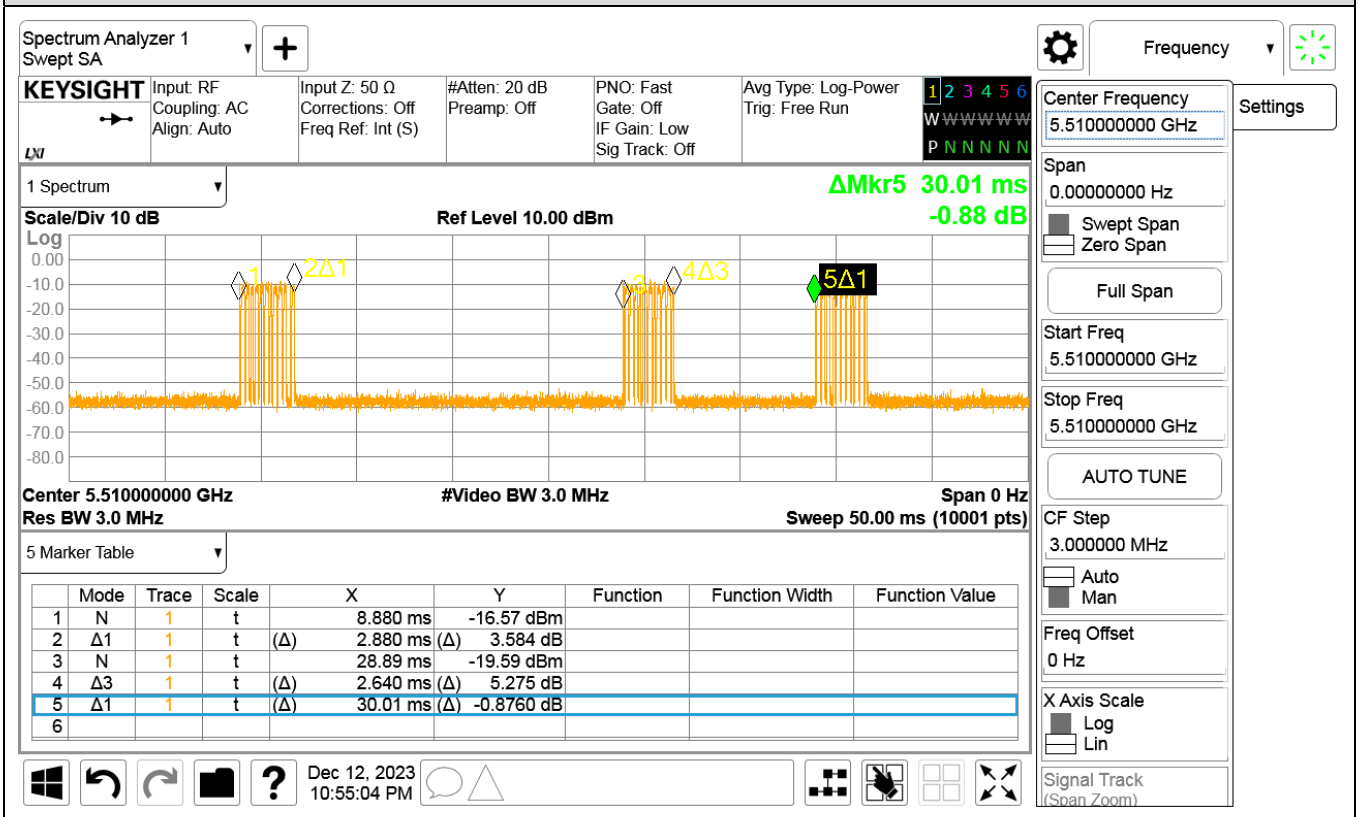 Spectrum Analyzer 1
Swept SA
+
Frequency
KEYSIGHT
LXI
Input: RF
Coupling: AC
Align: Auto
Input Z: 50 Ω
Corrections: Off
Freq Ref: Int (S)
#Atten: 20 dB
Preamp: Off
PNO: Fast
Gate: Off
IF Gain: Low
Sig Track: Off
Avg Type: Log-Power
Trig: Free Run
1 2 3 4 5 6
W W W W W W
P N N N N N
Center Frequency
5.510000000 GHz
Settings
Span
0.00000000 Hz
Swept Span
Zero Span
Full Span
Start Freq
5.510000000 GHz
Stop Freq
5.510000000 GHz
AUTO TUNE
CF Step
3.000000 MHz
Auto
Man
Freq Offset
0 Hz
X Axis Scale
Log
Lin
Signal Track
(Span Zoom)
1 Spectrum
ΔMkr5 30.01 ms
-0.88 dB
Scale/Div 10 dB
Ref Level 10.00 dBm
Log
0.00
-10.0
-20.0
-30.0
-40.0
-50.0
-60.0
-70.0
-80.0
1
2Δ1
3
4Δ3
5Δ1
Center 5.510000000 GHz
#Video BW 3.0 MHz
Span 0 Hz
Res BW 3.0 MHz
Sweep 50.00 ms (10001 pts)
5 Marker Table
Mode Trace Scale X Y Function Function Width Function Value
1 N 1 t 8.880 ms -16.57 dBm
2 Δ1 1 t (Δ) 2.880 ms (Δ) 3.584 dB
3 N 1 t 28.89 ms -19.59 dBm
4 Δ3 1 t (Δ) 2.640 ms (Δ) 5.275 dB
5 Δ1 1 t (Δ) 30.01 ms (Δ) -0.8760 dB
6
?
Dec 12, 2023
10:55:04 PM